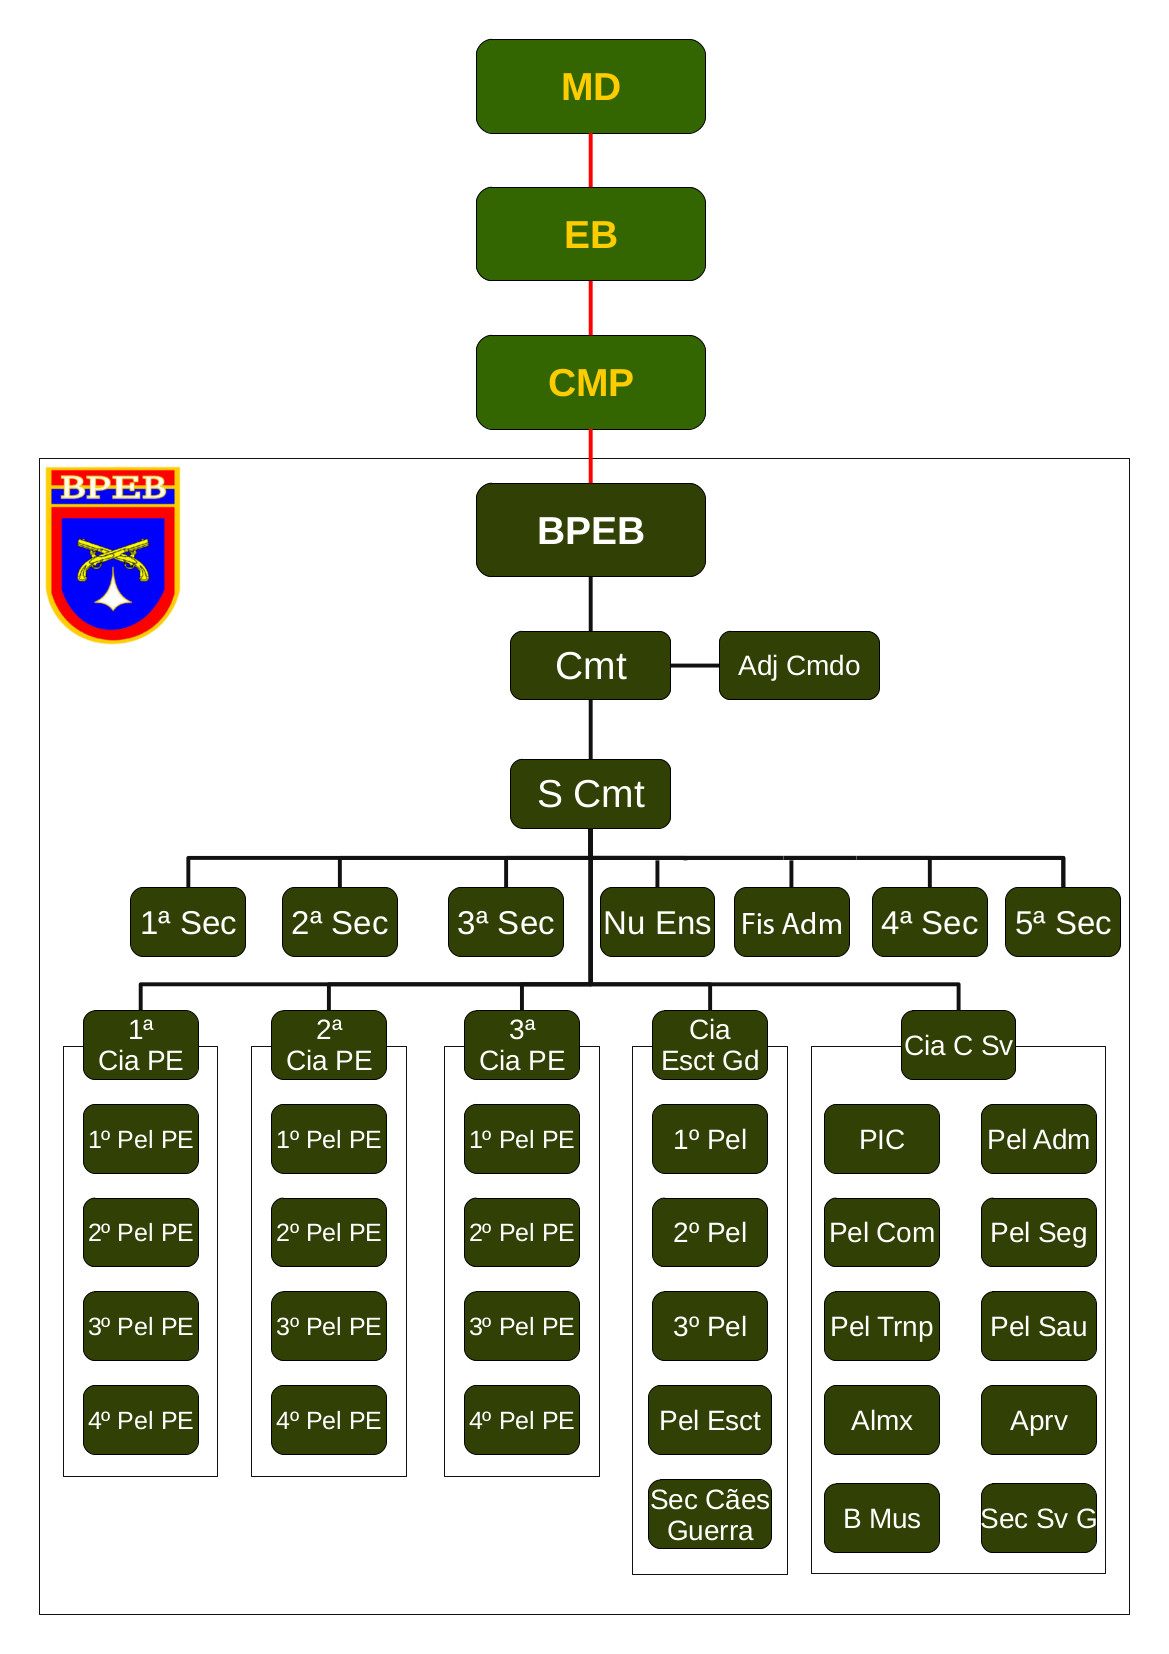 MD
EB
CMP
BPEB
BPEB
Cmt
Adj Cmdo
S Cmt
1ª Sec
2ª Sec
3ª Sec
Nu Ens
Fis Adm
4ª Sec
5ª Sec
1ª
Cia PE
2ª
Cia PE
3ª
Cia PE
Cia
Esct Gd
Cia C Sv
1º Pel PE
1º Pel PE
1º Pel PE
1º Pel
PIC
Pel Adm
2º Pel PE
2º Pel PE
2º Pel PE
2º Pel
Pel Com
Pel Seg
3º Pel PE
3º Pel PE
3º Pel PE
3º Pel
Pel Trnp
Pel Sau
4º Pel PE
4º Pel PE
4º Pel PE
Pel Esct
Almx
Aprv
Sec Cães
Guerra
B Mus
Sec Sv G